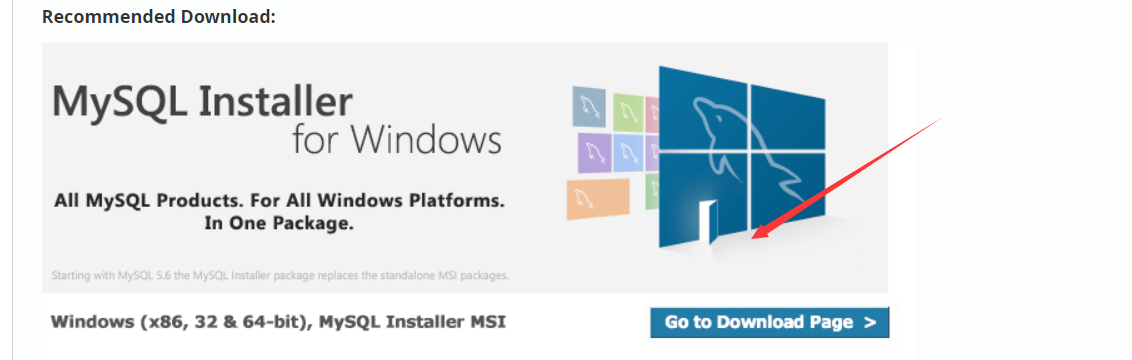 Recommended Download:
MySQL Installer
for Windows
All MySQL Products. For All Windows Platforms.
In One Package.
Starting with MySQL 5.6 the MySQL Installer package replaces the standalone MSI packages.
Windows (x86, 32 & 64-bit), MySQL Installer MSI
Go to Download Page >